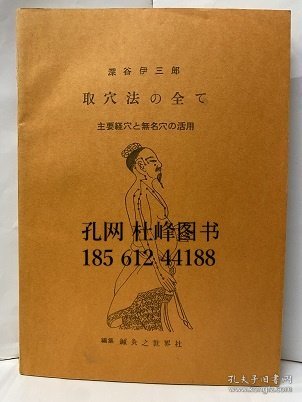 深谷伊三郎
取穴法の全て
主要経穴と無名穴の活用
孔网 杜峰图书
185 612 44188
編集 鍼灸之世界社
孔夫子旧书网